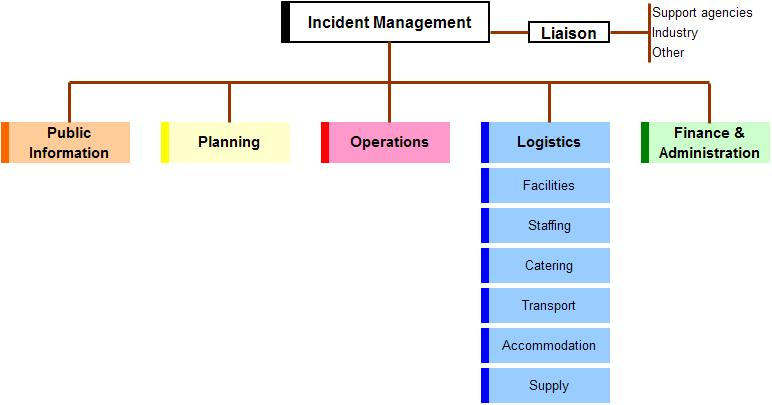 Incident Management
Liaison
Support agencies
Industry
Other
Public
Information
Planning
Operations
Logistics
Finance &
Administration
Facilities
Staffing
Catering
Transport
Accommodation
Supply